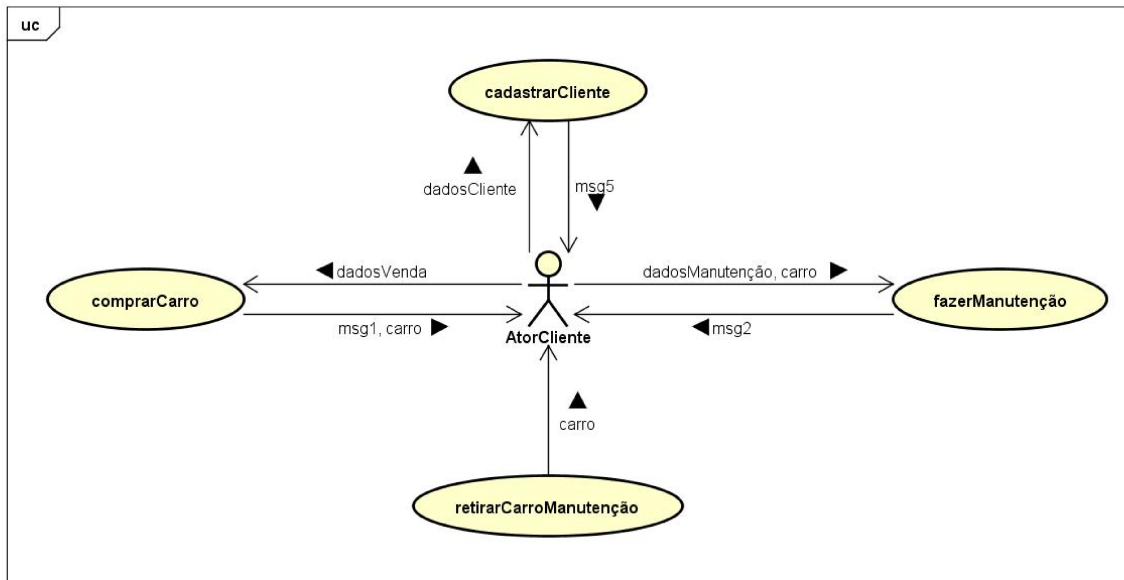 uc
cadastrarCliente
dadosCliente
msg5
dadosVenda
dadosManutenção, carro
comprarCarro
fazerManutenção
msg1, carro
msg2
AtorCliente
carro
retirarCarroManutenção